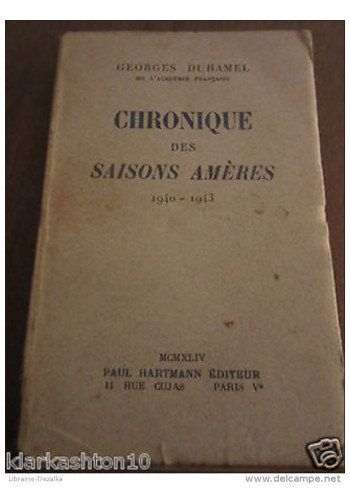 GEORGES DUHAMEL
DE L'ACADÉMIE FRANÇAISE
CHRONIQUE
DES
SAISONS AMÈRES
1940 - 1943
MCMXLIV
PAUL HARTMANN ÉDITEUR
11 RUE CUJAS PARIS Vᵉ
klarkashton10
Librairie-Trezalka
delcampe.net